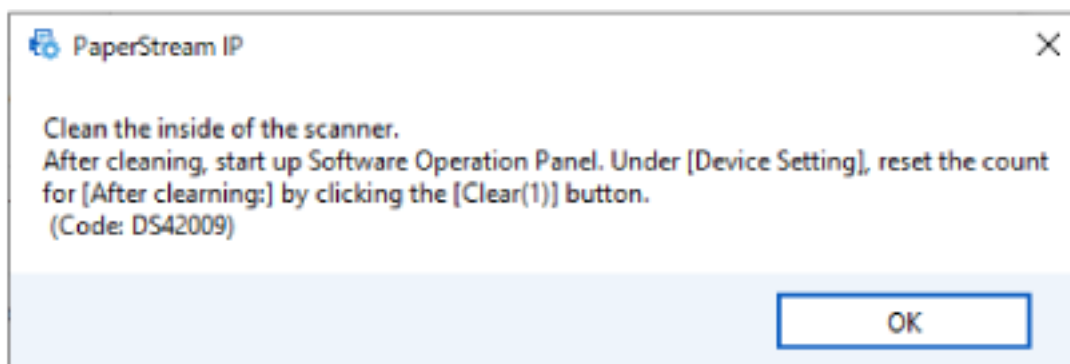 PaperStream IP
Clean the inside of the scanner.
After cleaning, start up Software Operation Panel. Under [Device Setting], reset the count
for [After clearning:] by clicking the [Clear(1)] button.
(Code: DS42009)
OK